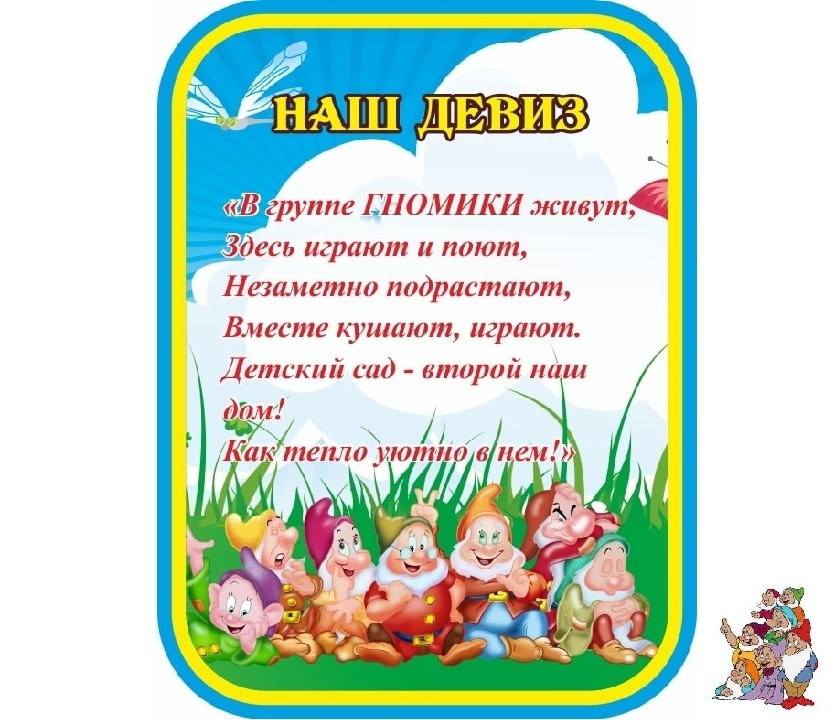 НАШ ДЕВИЗ
«В группе ГНОМИКИ живут,
Здесь играют и поют,
Незаметно подрастают,
Вместе кушают, играют.
Детский сад - второй наш
дом!
Как тепло уютно в нем!»